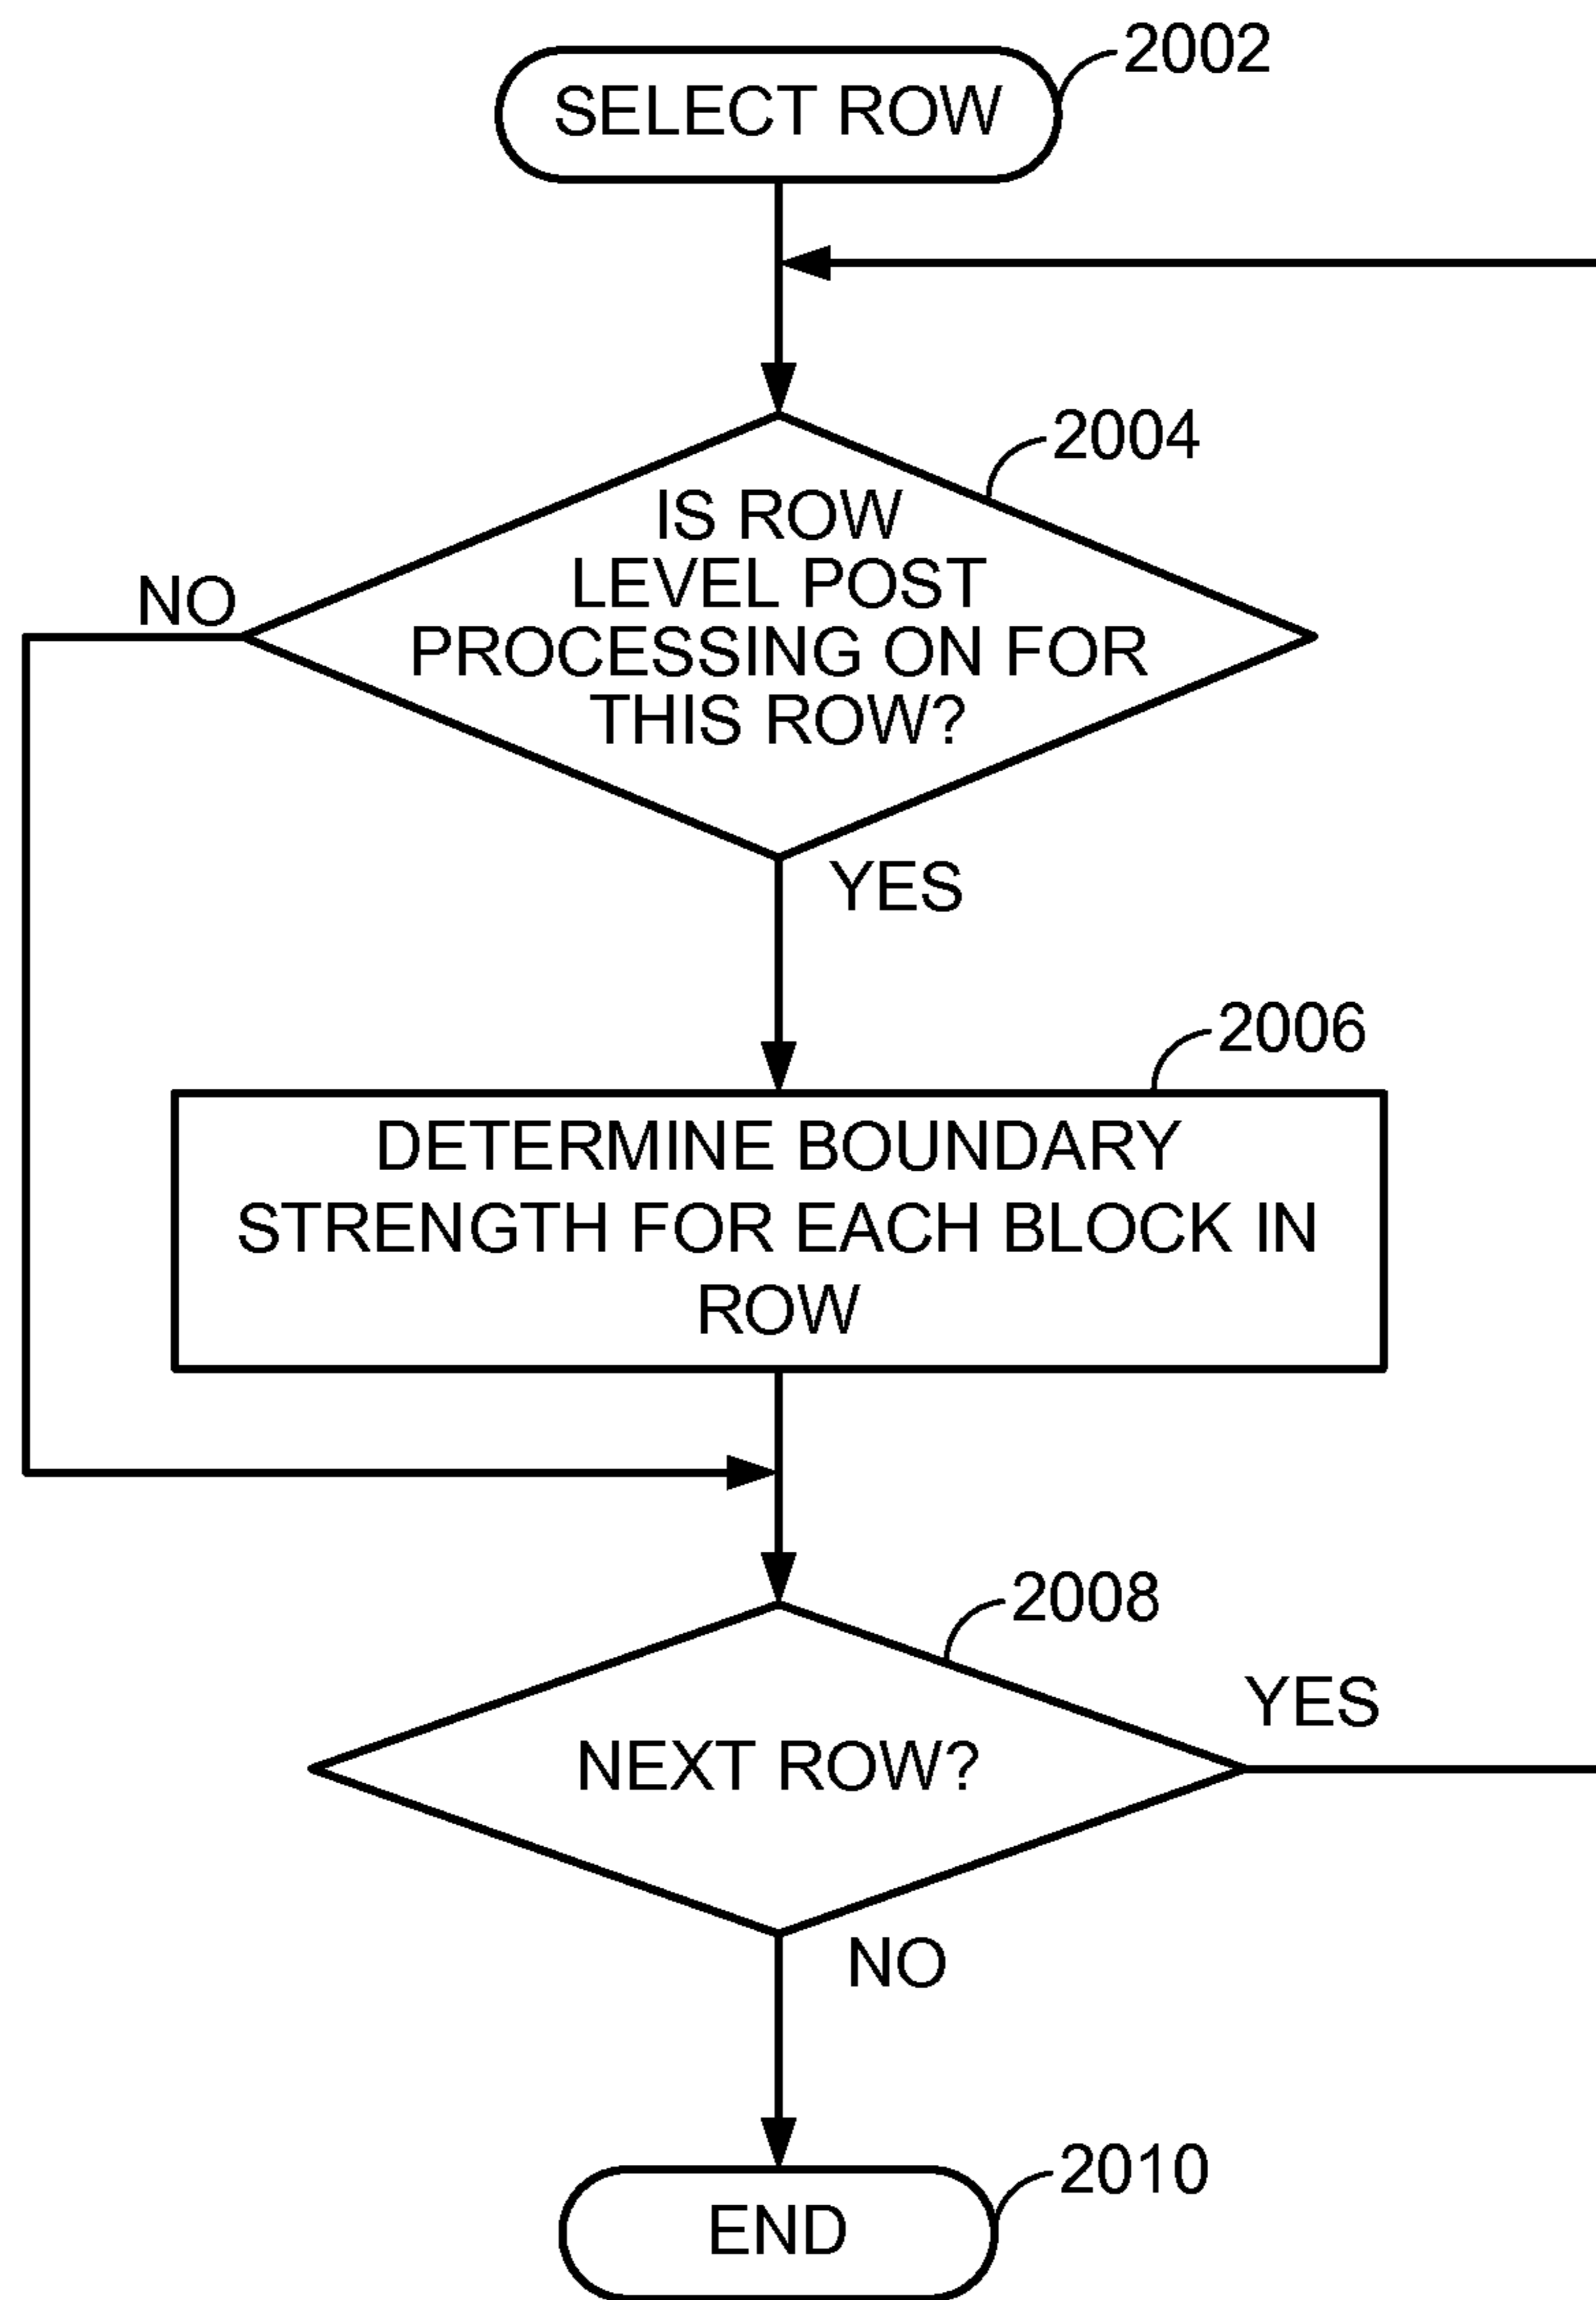 2002
SELECT ROW
2004
IS ROW
LEVEL POST
PROCESSING ON FOR
THIS ROW?
NO
YES
2006
DETERMINE BOUNDARY
STRENGTH FOR EACH BLOCK IN
ROW
2008
YES
NEXT ROW?
NO
2010
END